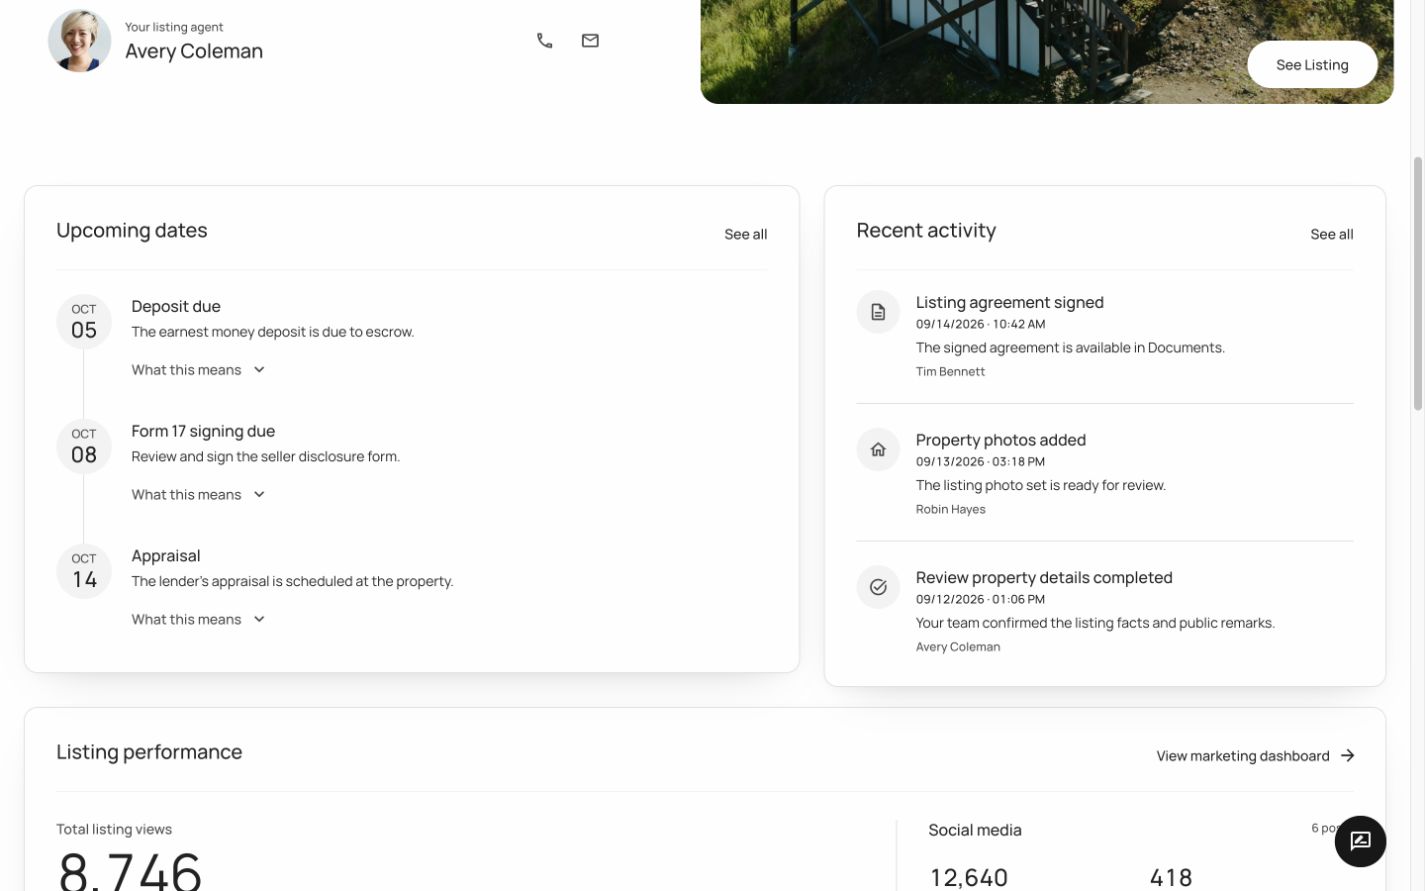 Your listing agent
Avery Coleman
See Listing
Upcoming dates
See all
OCT
05
Deposit due
The earnest money deposit is due to escrow.
What this means
OCT
08
Form 17 signing due
Review and sign the seller disclosure form.
What this means
OCT
14
Appraisal
The lender's appraisal is scheduled at the property.
What this means
Recent activity
See all
Listing agreement signed
09/14/2026 · 10:42 AM
The signed agreement is available in Documents.
Tim Bennett
Property photos added
09/13/2026 · 03:18 PM
The listing photo set is ready for review.
Robin Hayes
Review property details completed
09/12/2026 · 01:06 PM
Your team confirmed the listing facts and public remarks.
Avery Coleman
Listing performance
View marketing dashboard
Total listing views
8,746
Social media
6
12,640
418